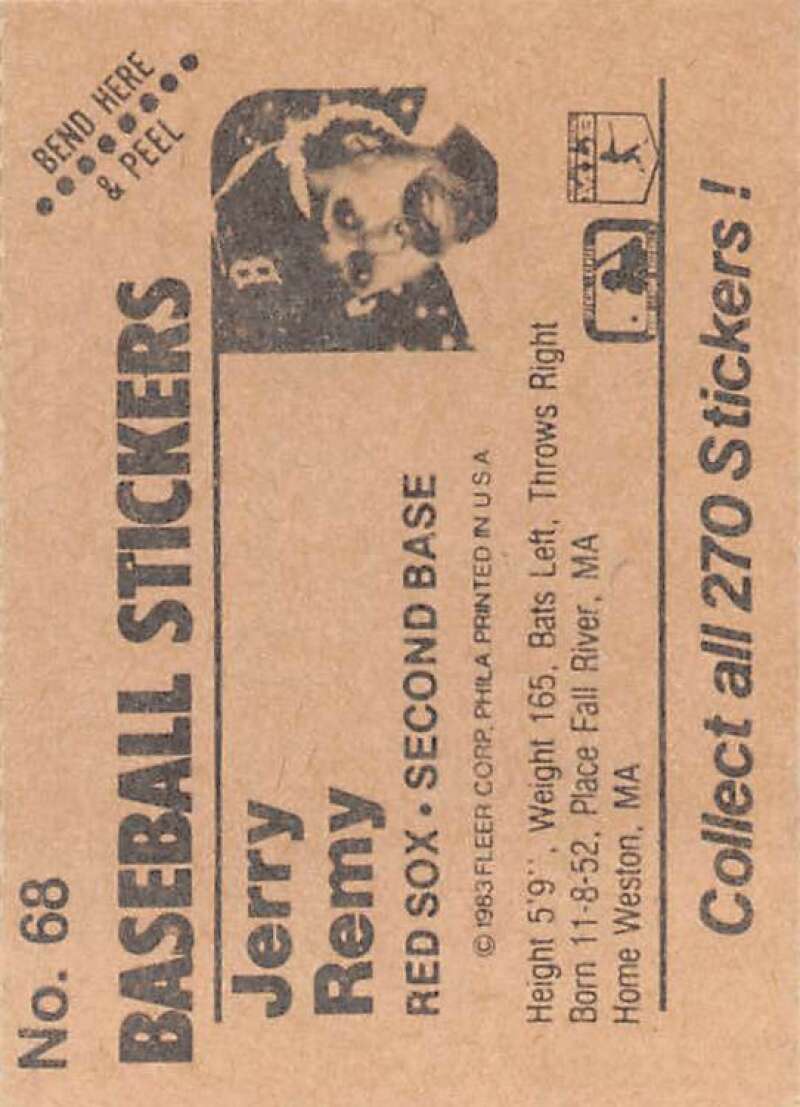 No. 68
BEND HERE
& PEEL
BASEBALL STICKERS
Jerry
Remy
RED SOX • SECOND BASE
© 1983 FLEER CORP. PHILA PRINTED IN U S A
Height 5'9'', Weight 165, Bats Left, Throws Right
Born 11-8-52, Place Fall River, MA
Home Weston, MA
B
Collect all 270 Stickers!